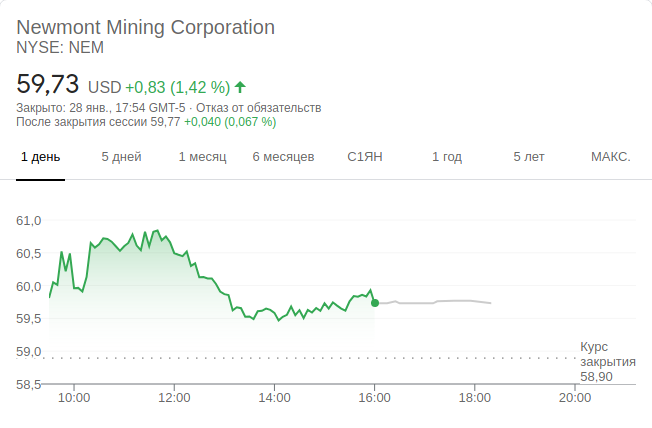 Newmont Mining Corporation
NYSE: NEM
59,73 USD +0,83 (1,42 %)
Закрыто: 28 янв., 17:54 GMT-5 · Отказ от обязательств
После закрытия сессии 59,77 +0,040 (0,067 %)
1 день 5 дней 1 месяц 6 месяцев С1ЯН 1 год 5 лет МАКС.
61,0
60,5
60,0
59,5
59,0
58,5
Курс
закрытия
58,90
10:00 12:00 14:00 16:00 18:00 20:00